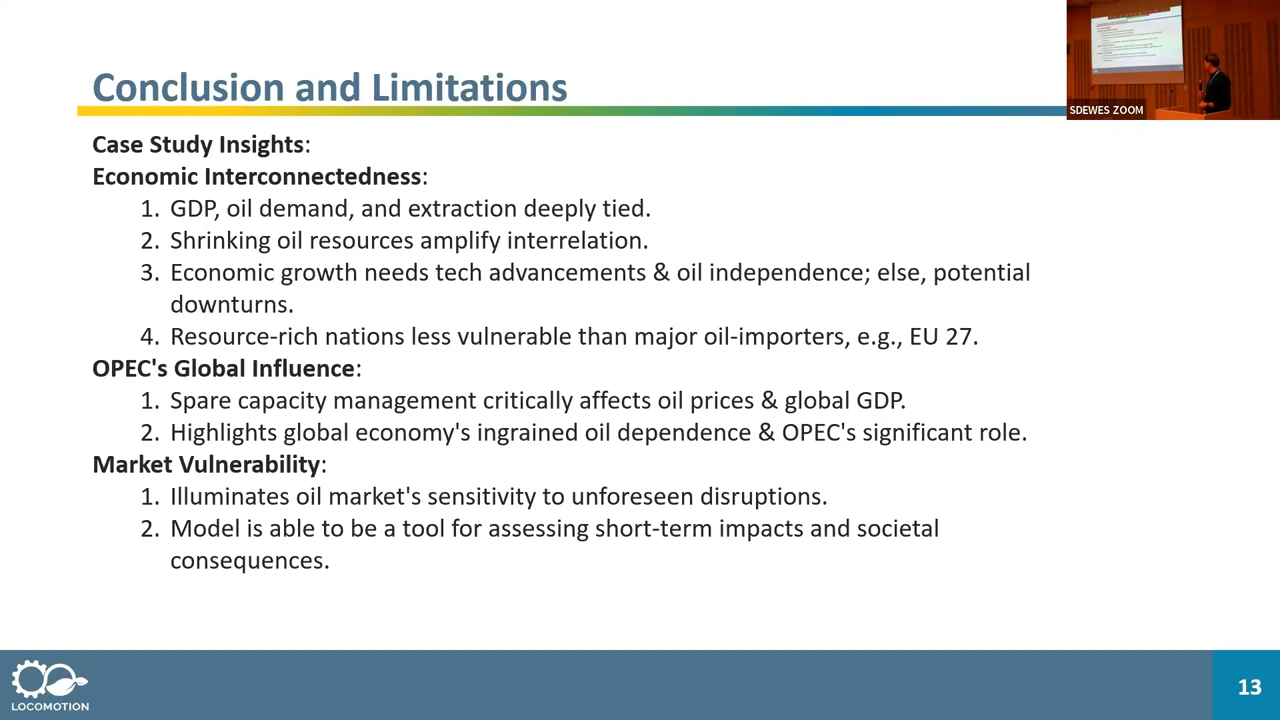 Conclusion and Limitations
SDEWES ZOOM
Case Study Insights:
Economic Interconnectedness:
1. GDP, oil demand, and extraction deeply tied.
2. Shrinking oil resources amplify interrelation.
3. Economic growth needs tech advancements & oil independence; else, potential
downturns.
4. Resource-rich nations less vulnerable than major oil-importers, e.g., EU 27.
OPEC's Global Influence:
1. Spare capacity management critically affects oil prices & global GDP.
2. Highlights global economy's ingrained oil dependence & OPEC's significant role.
Market Vulnerability:
1. Illuminates oil market's sensitivity to unforeseen disruptions.
2. Model is able to be a tool for assessing short-term impacts and societal
consequences.
LOCOMOTION
13